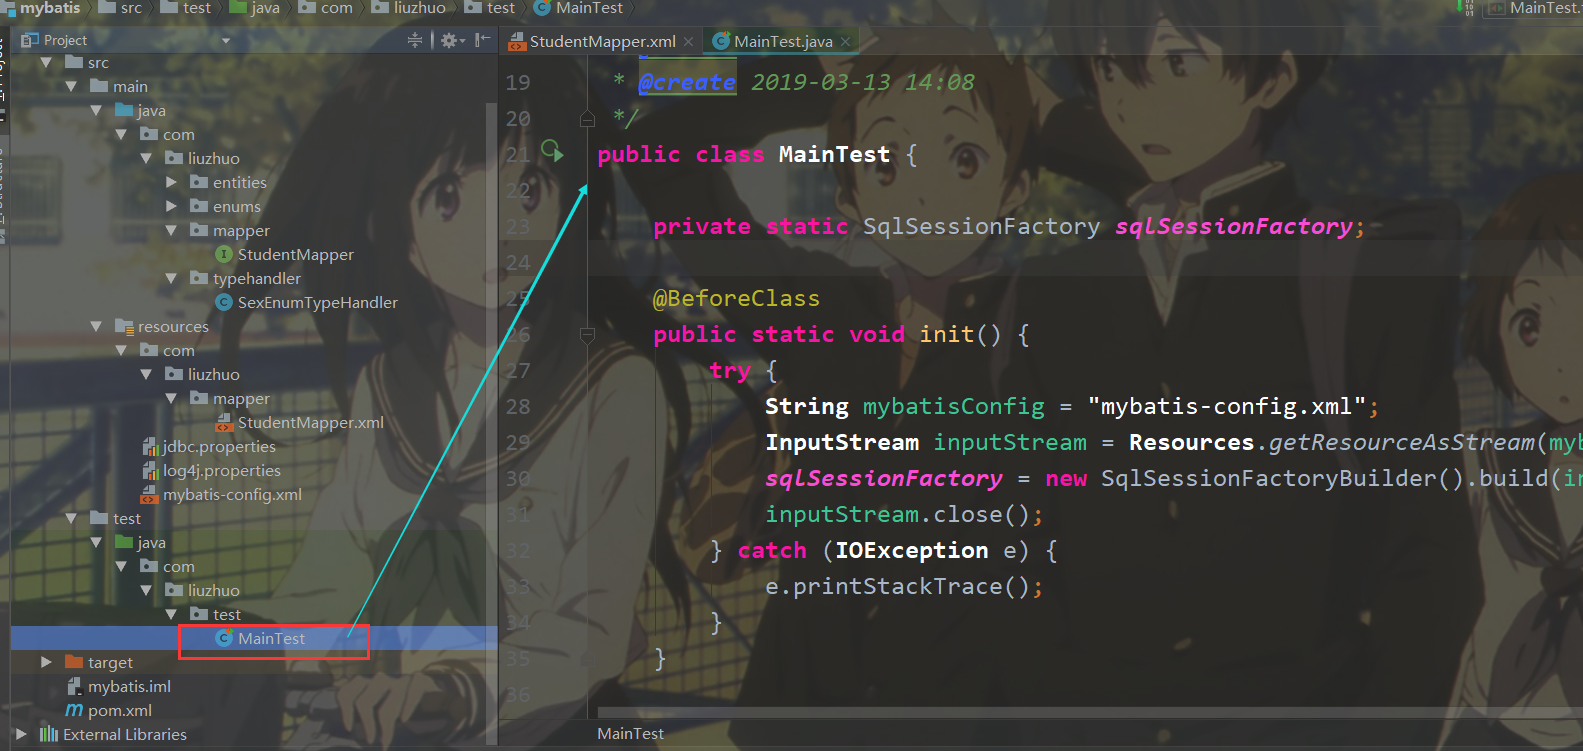 mybatis src test java com liuzhuo test MainTest MainTest.
Project
src
main
java
com
liuzhuo
entities
enums
mapper
StudentMapper
typehandler
SexEnumTypeHandler
resources
com
liuzhuo
mapper
StudentMapper.xml
jdbc.properties
log4j.properties
mybatis-config.xml
test
java
com
liuzhuo
test
MainTest
target
mybatis.iml
pom.xml
External Libraries
StudentMapper.xml MainTest.java
19 * @create 2019-03-13 14:08
20 */
21 public class MainTest {
22
23 private static SqlSessionFactory sqlSessionFactory;
24
25 @BeforeClass
26 public static void init() {
27 try {
28 String mybatisConfig = "mybatis-config.xml";
29 InputStream inputStream = Resources.getResourceAsStream(myb
30 sqlSessionFactory = new SqlSessionFactoryBuilder().build(in
31 inputStream.close();
32 } catch (IOException e) {
33 e.printStackTrace();
34 }
35 }
36
MainTest